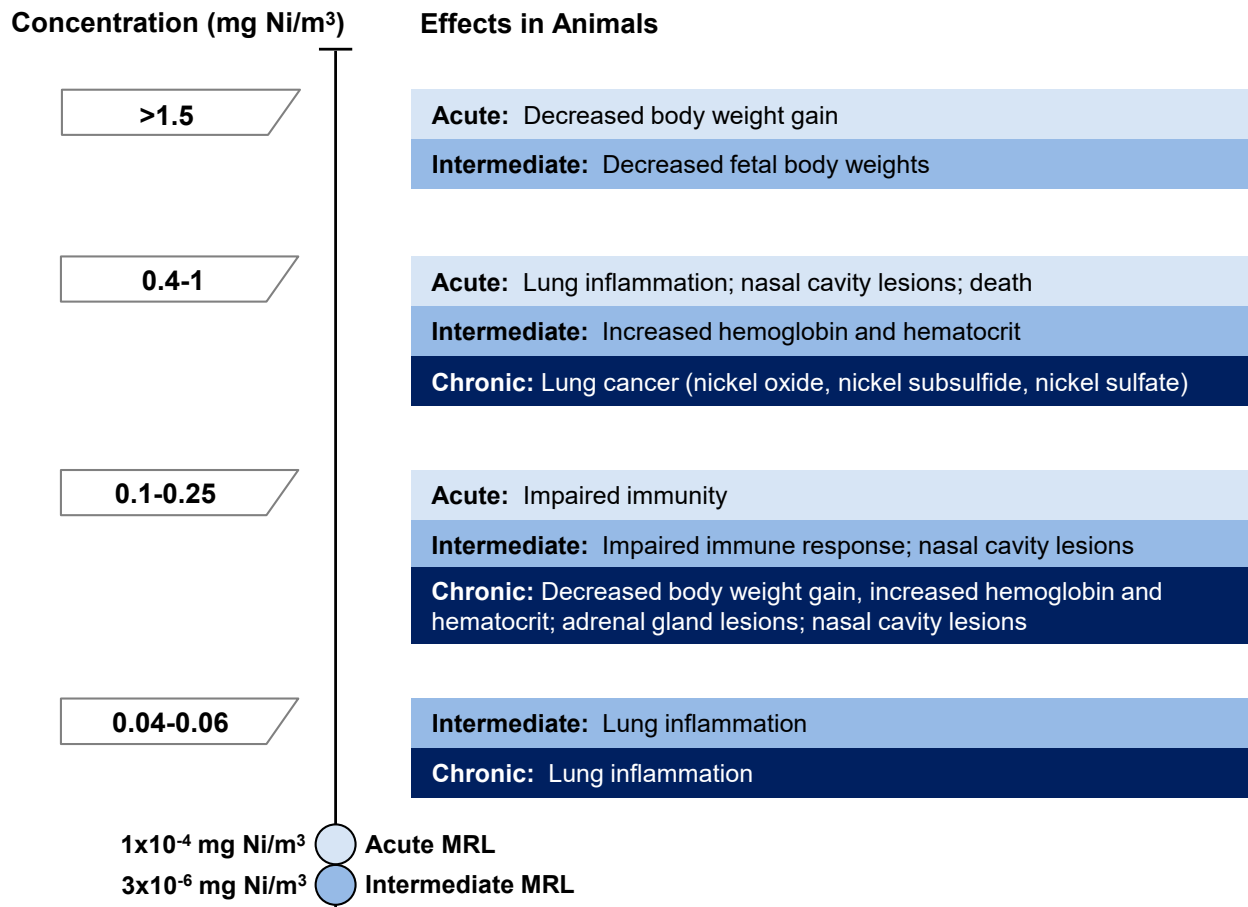 Concentration (mg Ni/m³) Effects in Animals
>1.5
Acute: Decreased body weight gain
Intermediate: Decreased fetal body weights
0.4-1
Acute: Lung inflammation; nasal cavity lesions; death
Intermediate: Increased hemoglobin and hematocrit
Chronic: Lung cancer (nickel oxide, nickel subsulfide, nickel sulfate)
0.1-0.25
Acute: Impaired immunity
Intermediate: Impaired immune response; nasal cavity lesions
Chronic: Decreased body weight gain, increased hemoglobin and
hematocrit; adrenal gland lesions; nasal cavity lesions
0.04-0.06
Intermediate: Lung inflammation
Chronic: Lung inflammation
1x10⁻⁴ mg Ni/m³ Acute MRL
3x10⁻⁶ mg Ni/m³ Intermediate MRL